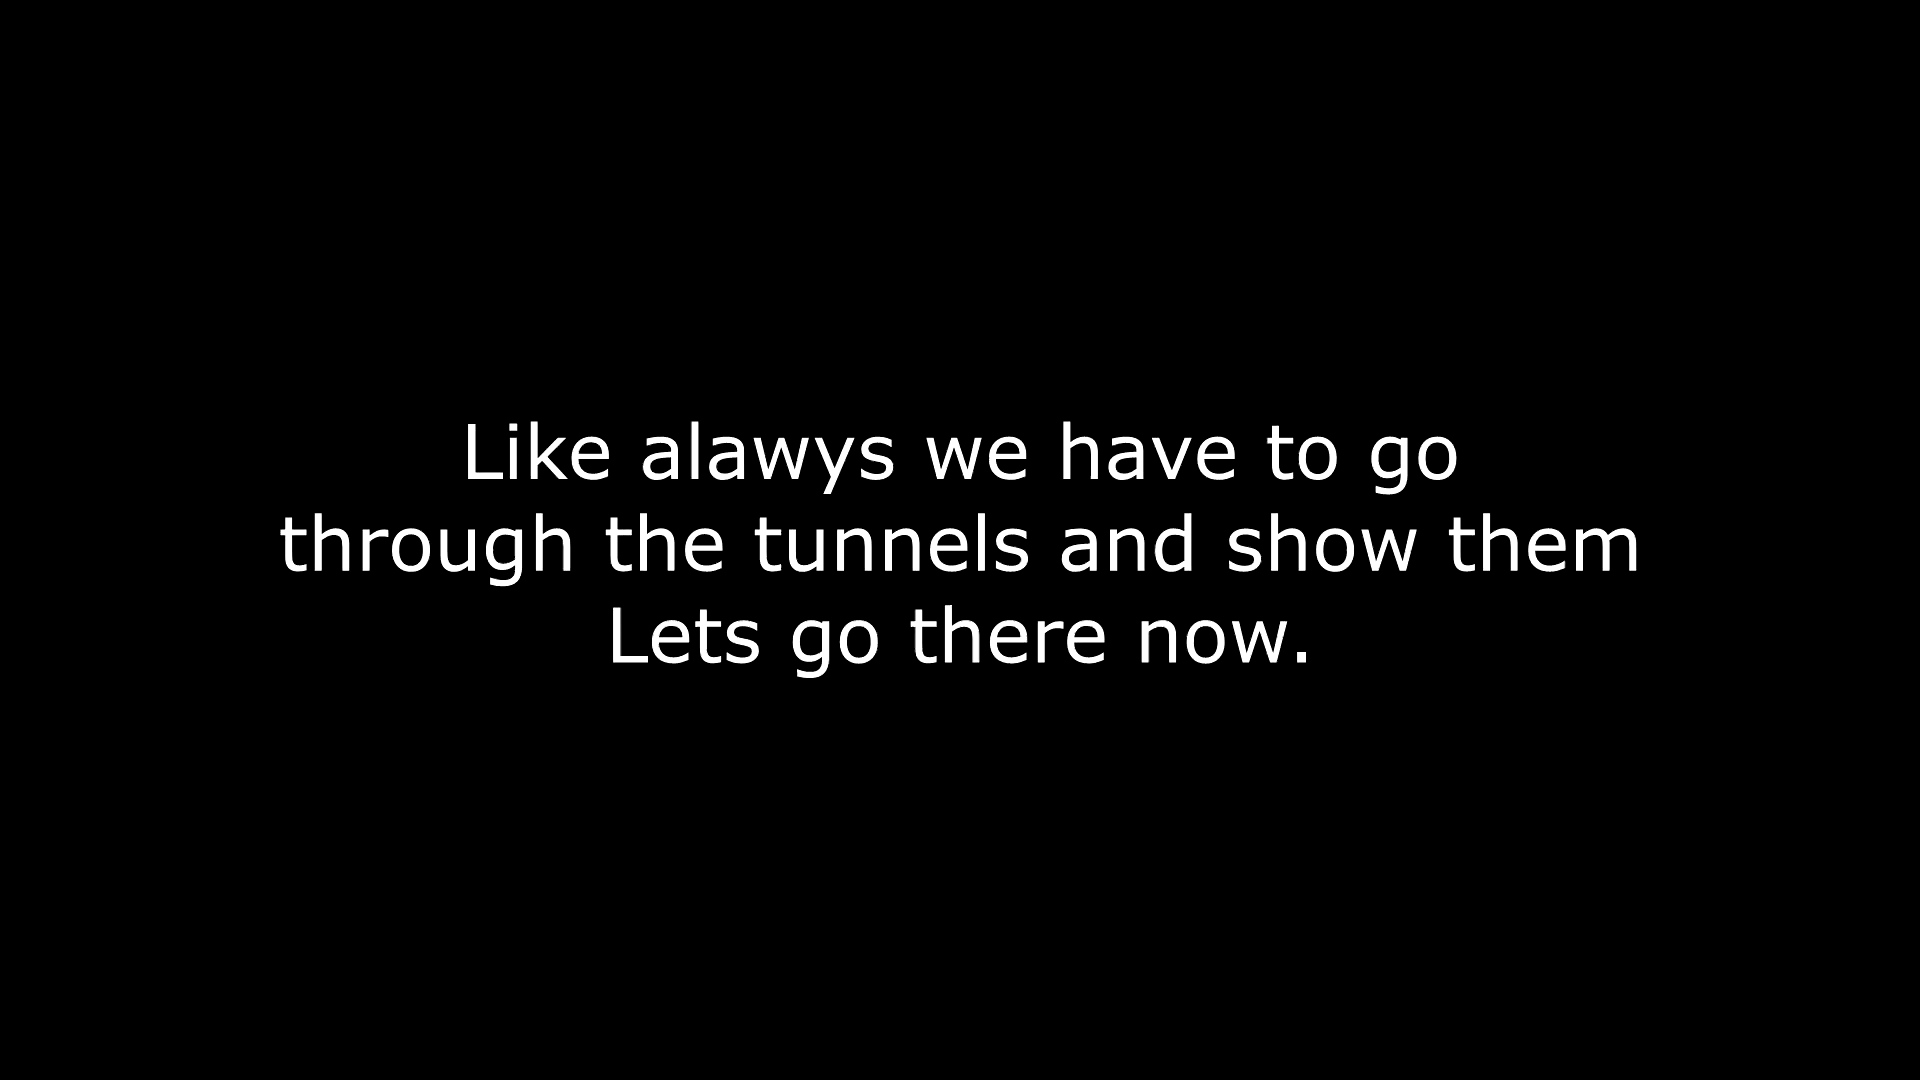 Like alawys we have to go
through the tunnels and show them
Lets go there now.